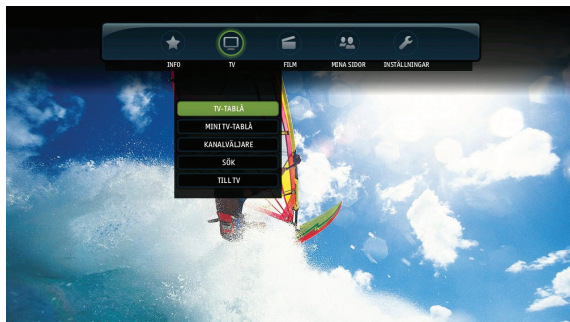 INFO TV FILM MINA SIDOR INSTÄLLNINGAR
TV-TABLÅ
MINI TV-TABLÅ
KANALVÄLJARE
SÖK
TILL TV